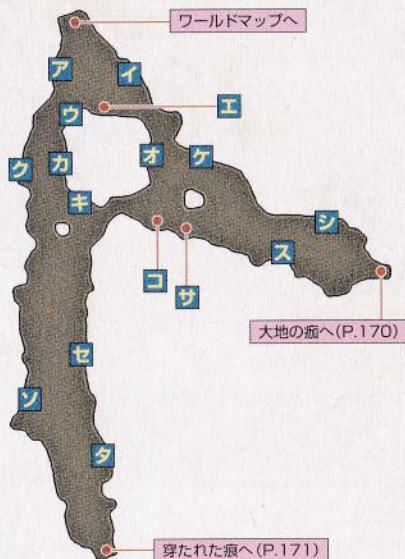 ワールドマップへ
ア
イ
ウ
エ
ク
カ
オ
ケ
キ
コ
サ
シ
ス
大地の痂へ(P.170)
セ
ソ
タ
穿たれた痕へ(P.171)